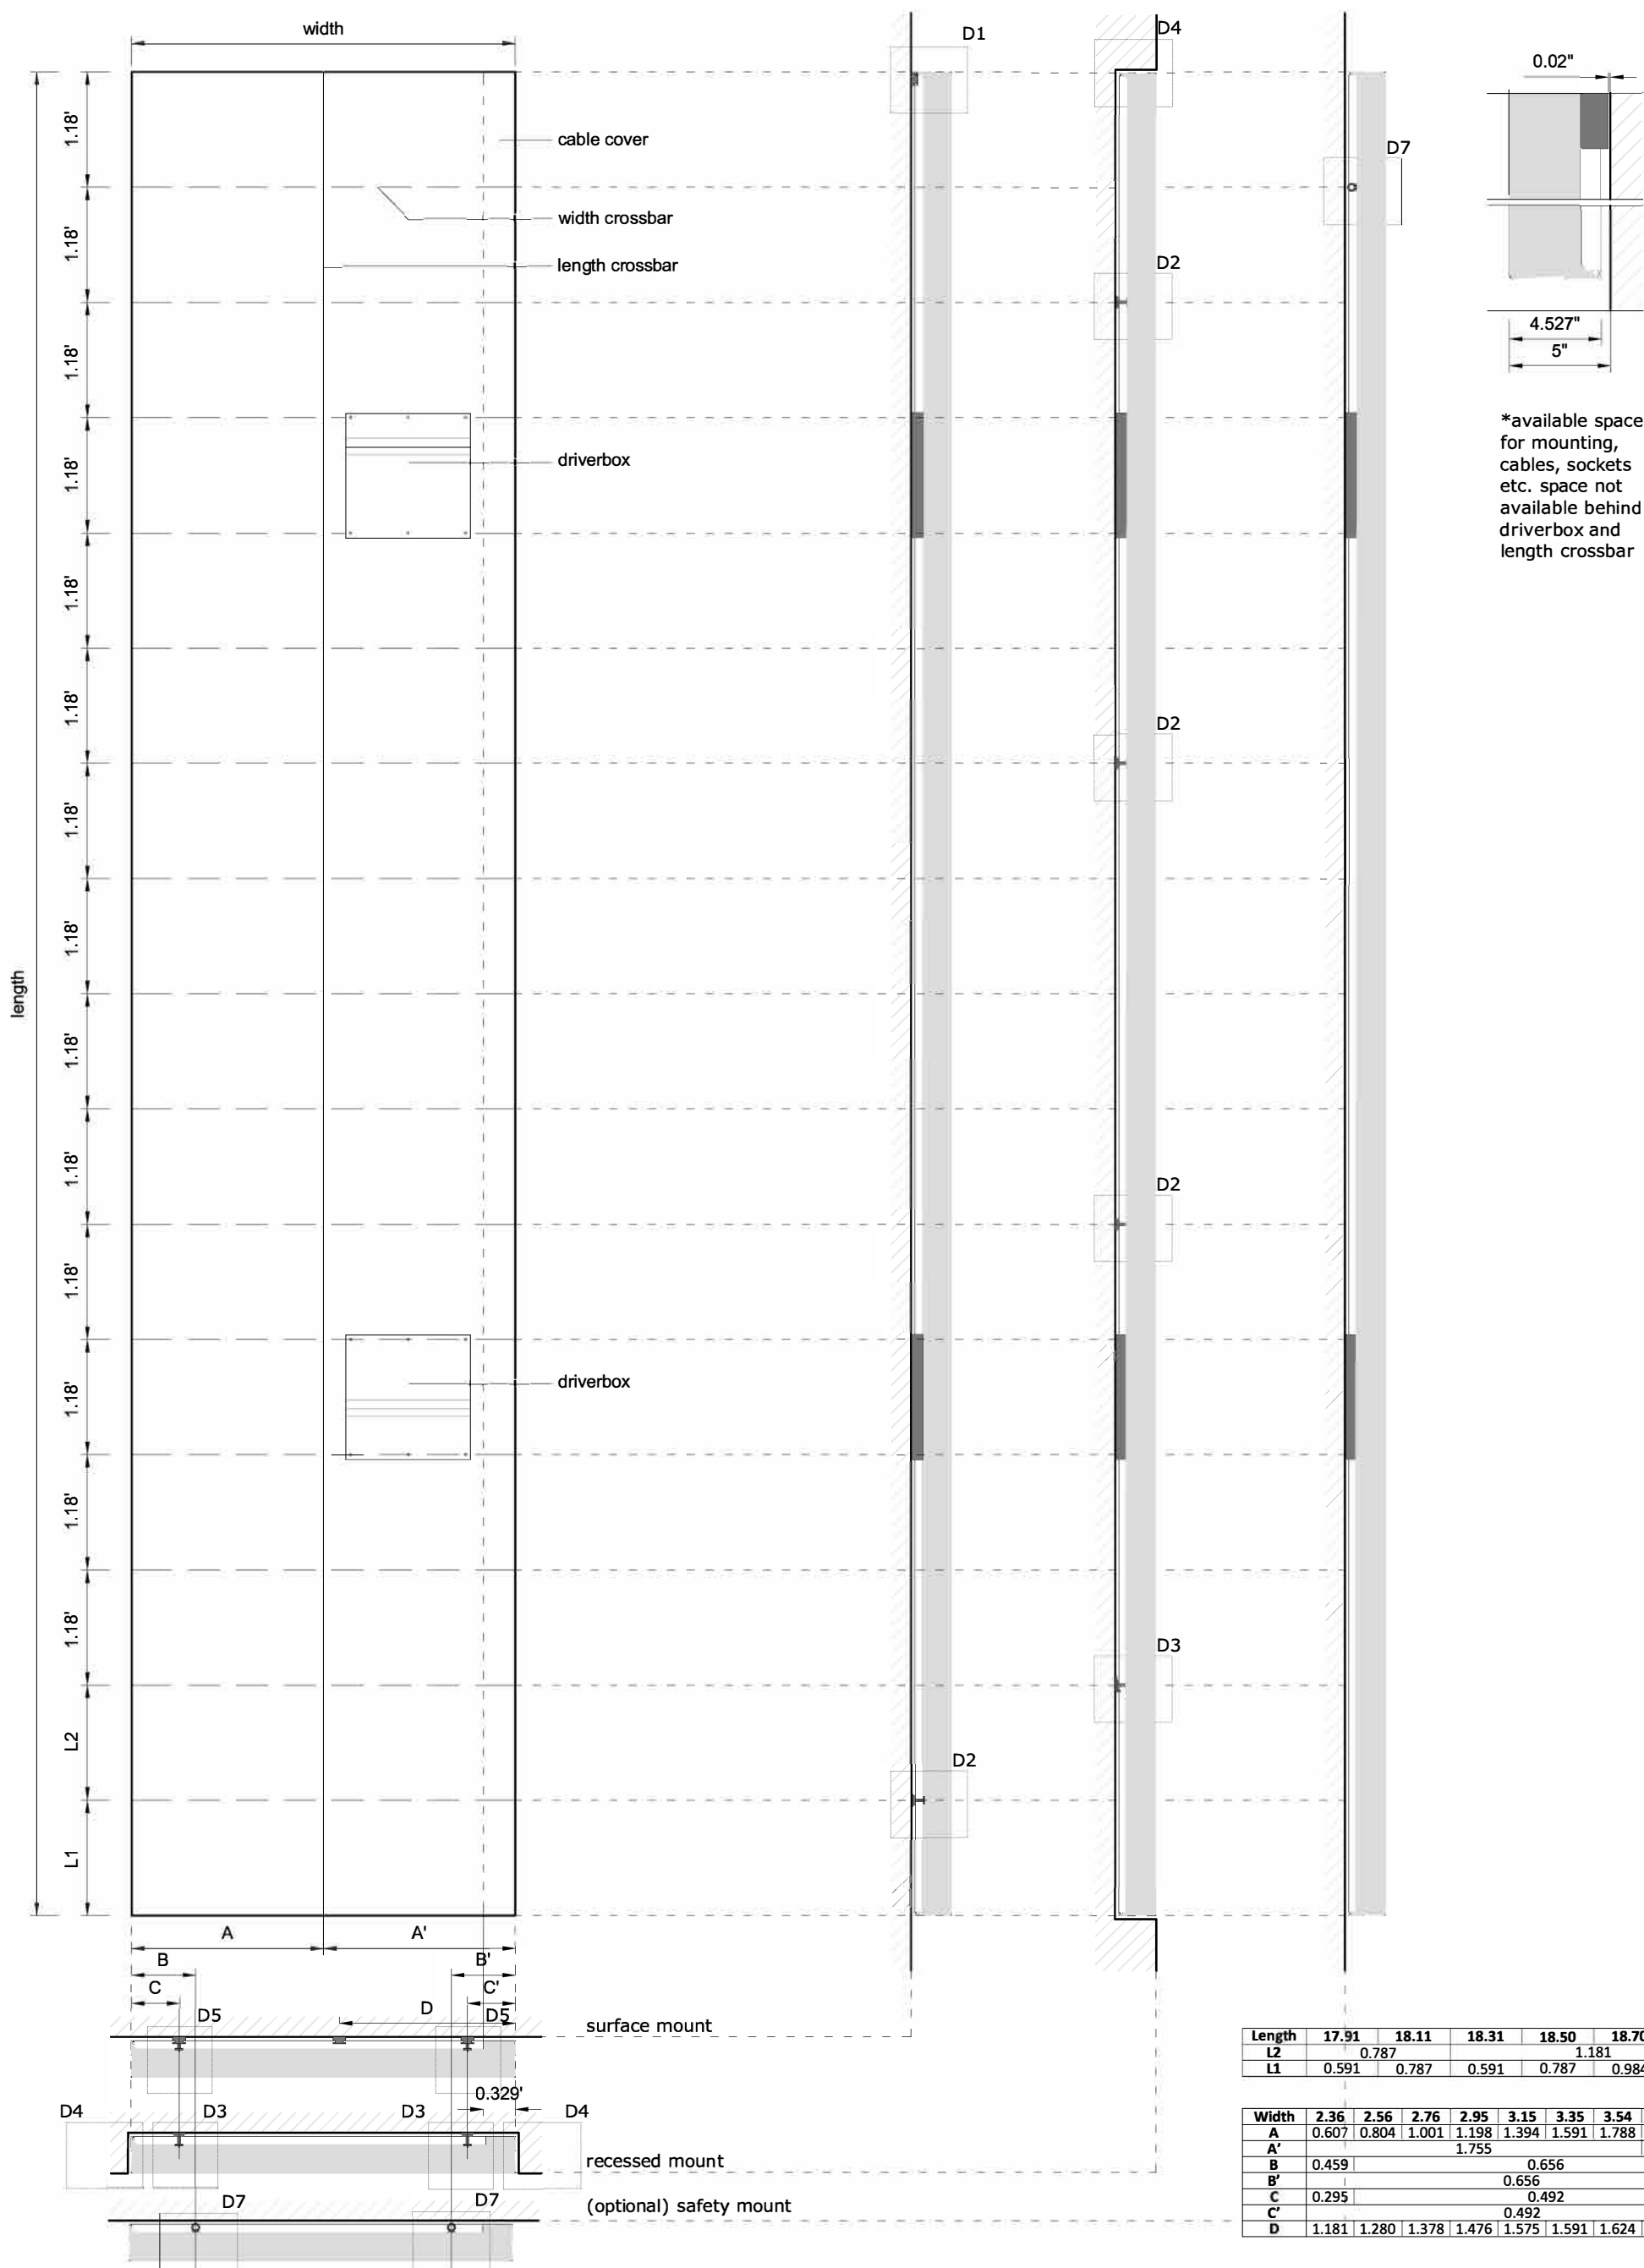 width
D1
D4
0.02"
1.18'
cable cover
D7
width crossbar
1.18'
length crossbar
D2
4.527"
5"
1.18'
*available space
for mounting,
cables, sockets
etc. space not
available behind
driverbox and
length crossbar
1.18'
driverbox
1.18'
1.18'
D2
1.18'
1.18'
length
1.18'
1.18'
D2
1.18'
1.18'
driverbox
1.18'
1.18'
D3
L2
D2
L1
A A'
B B'
C C'
D5 D D5
surface mount
0.329'
D4 D3 D3 D4
recessed mount
(optional) safety mount
D7 D7
Length 17.91 18.11 18.31 18.50 18.70
L2 0.787 1.181
L1 0.591 0.787 0.591 0.787 0.984
Width 2.36 2.56 2.76 2.95 3.15 3.35 3.54
A 0.607 0.804 1.001 1.198 1.394 1.591 1.788
A' 1.755
B 0.459 0.656
B' 0.656
C 0.295 0.492
C' 0.492
D 1.181 1.280 1.378 1.476 1.575 1.591 1.624